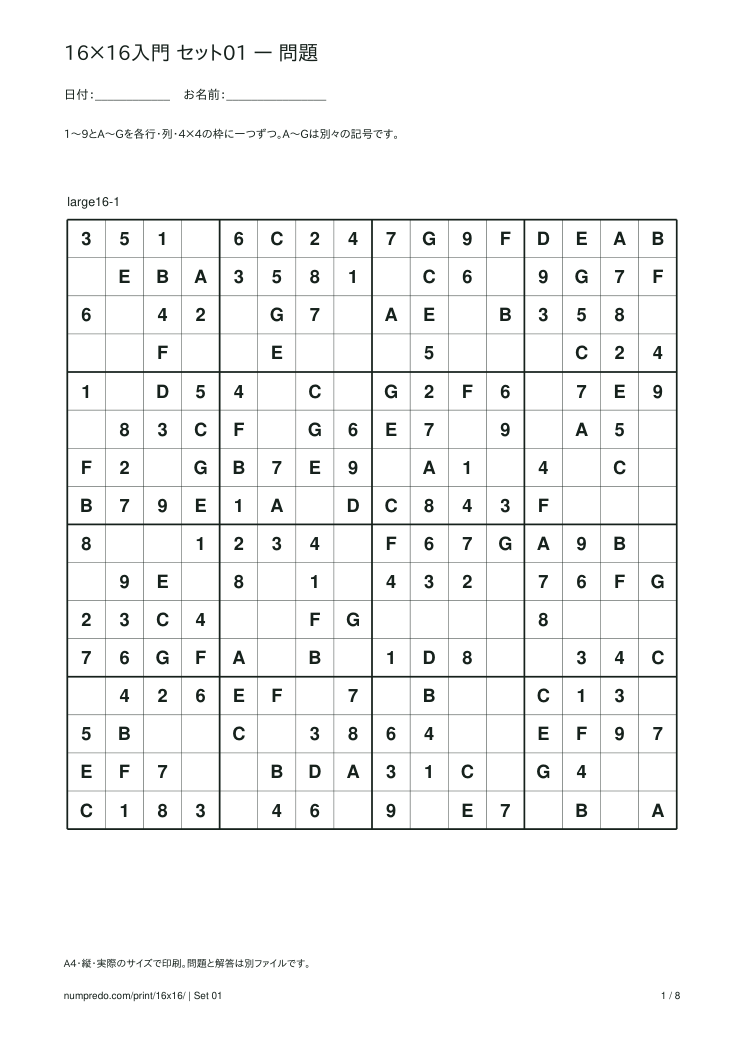 16×16入門 セット01 ー 問題
日付：____________ お名前：________________
1～9とA～Gを各行・列・4×4の枠に一つずつ。A～Gは別々の記号です。
large16-1
3 5 1 6 C 2 4 7 G 9 F D E A B
E B A 3 5 8 1 C 6 9 G 7 F
6 4 2 G 7 A E B 3 5 8
F E 5 C 2 4
1 D 5 4 C G 2 F 6 7 E 9
8 3 C F G 6 E 7 9 A 5
F 2 G B 7 E 9 A 1 4 C
B 7 9 E 1 A D C 8 4 3 F
8 1 2 3 4 F 6 7 G A 9 B
9 E 8 1 4 3 2 7 6 F G
2 3 C 4 F G 8
7 6 G F A B 1 D 8 3 4 C
4 2 6 E F 7 B C 1 3
5 B C 3 8 6 4 E F 9 7
E F 7 B D A 3 1 C G 4
C 1 8 3 4 6 9 E 7 B A
A4・縦・実際のサイズで印刷。問題と解答は別ファイルです。
numpredo.com/print/16x16/ | Set 01 1 / 8